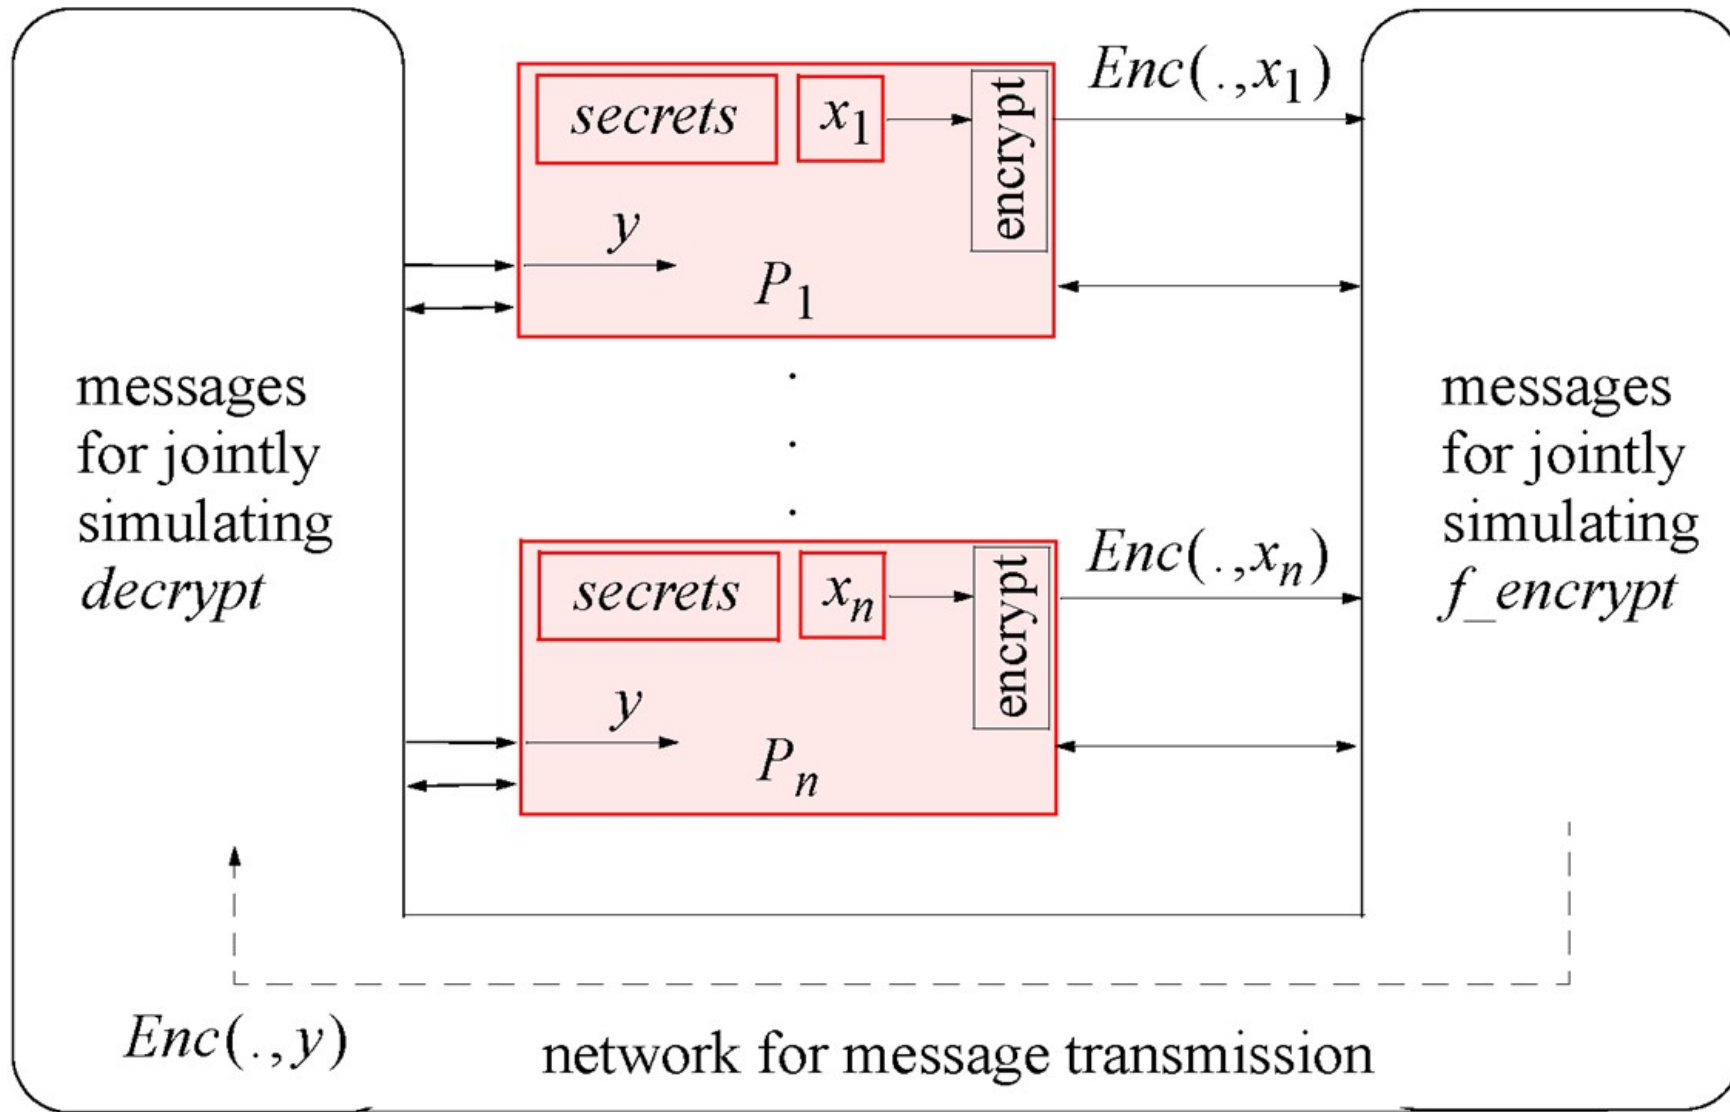 secrets
x₁
encrypt
Enc(.,x₁)
y
P₁
messages
for jointly
simulating
decrypt
messages
for jointly
simulating
f_encrypt
.
.
.
secrets
xₙ
encrypt
Enc(.,xₙ)
y
Pₙ
Enc(.,y)
network for message transmission